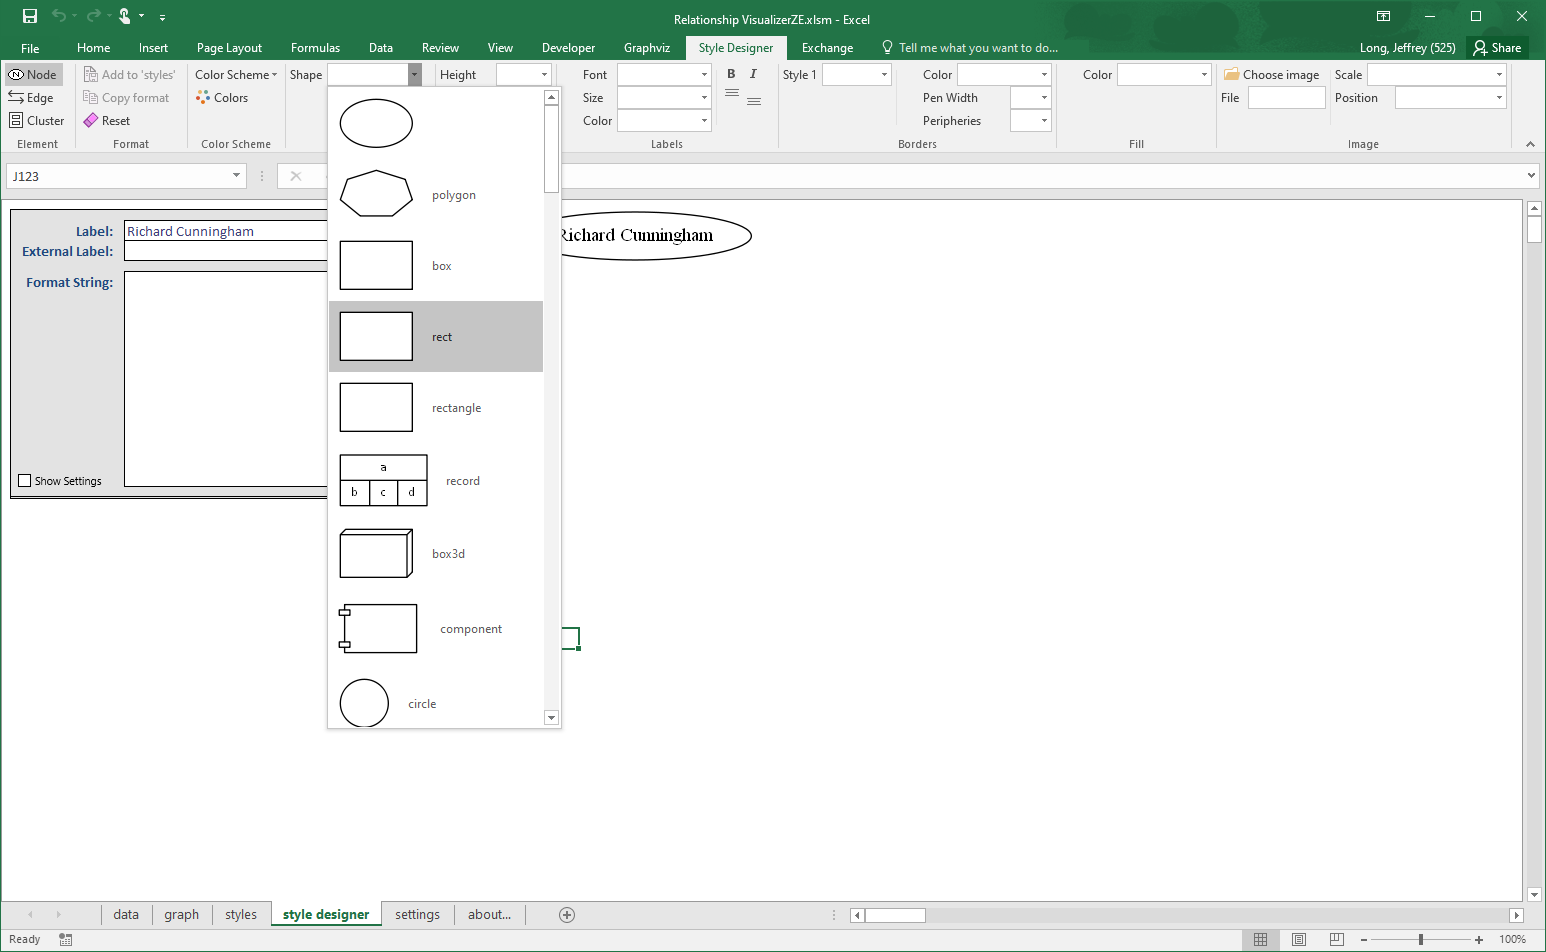 Relationship VisualizerZE.xlsm - Excel
File Home Insert Page Layout Formulas Data Review View Developer Graphviz Style Designer Exchange Tell me what you want to do... Long, Jeffrey (525) Share
Node Add to 'styles' Color Scheme Shape Height Font B I Style 1 Color Color Choose image Scale
Edge Copy format Colors Size Pen Width File Position
Cluster Reset Color Peripheries
Element Format Color Scheme Labels Borders Fill Image
J123
Label: Richard Cunningham
External Label:
Format String:
Show Settings
polygon
box
rect
rectangle
a
b c d
record
box3d
component
circle
Richard Cunningham
data graph styles style designer settings about...
Ready 100%